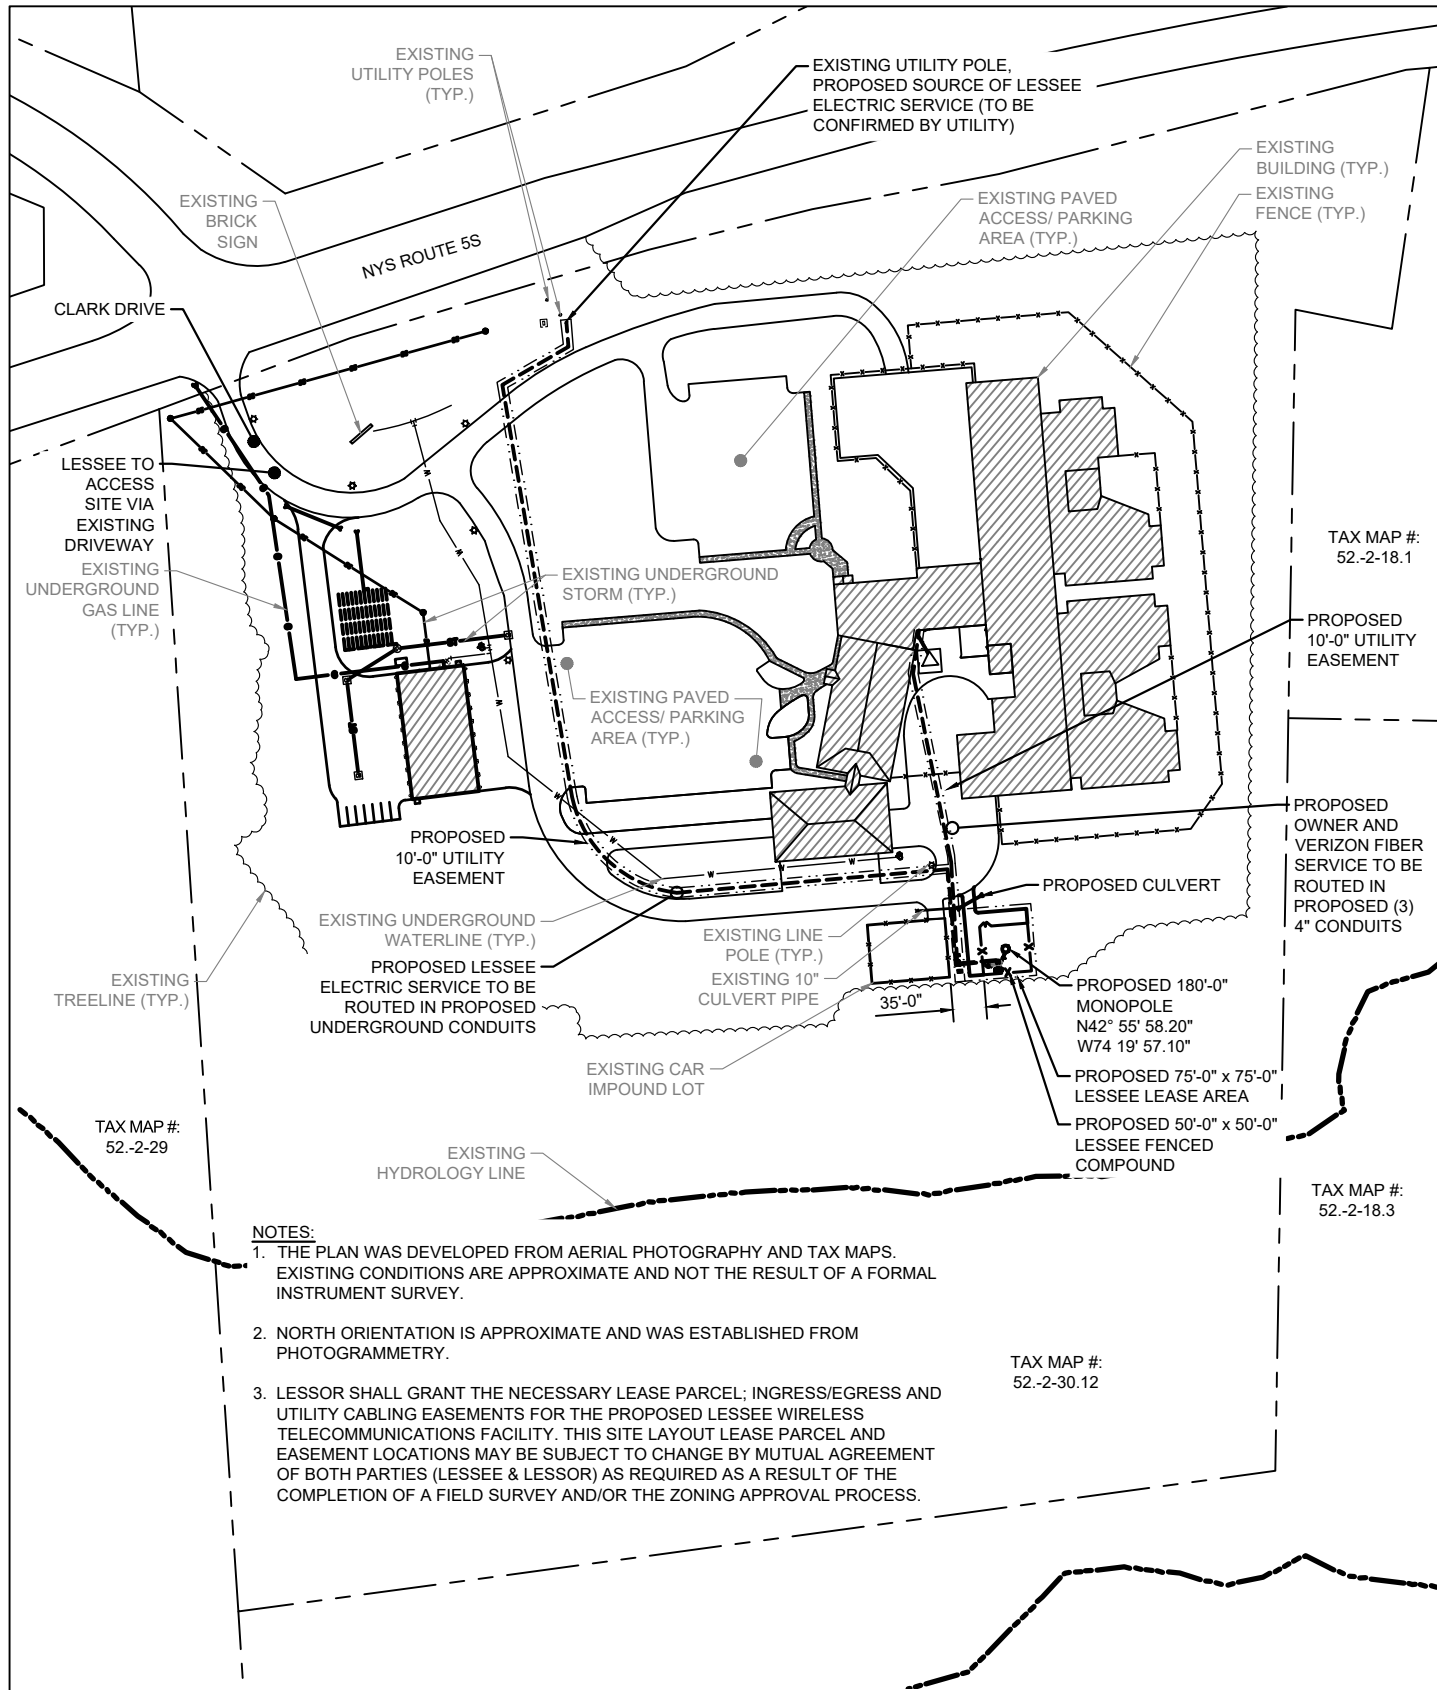 EXISTING
UTILITY POLES
(TYP.)
EXISTING UTILITY POLE,
PROPOSED SOURCE OF LESSEE
ELECTRIC SERVICE (TO BE
CONFIRMED BY UTILITY)
EXISTING
BUILDING (TYP.)
EXISTING
FENCE (TYP.)
EXISTING PAVED
ACCESS/ PARKING
AREA (TYP.)
EXISTING
BRICK
SIGN
NYS ROUTE 5S
CLARK DRIVE
LESSEE TO
ACCESS
SITE VIA
EXISTING
DRIVEWAY
EXISTING
UNDERGROUND
GAS LINE
(TYP.)
EXISTING UNDERGROUND
STORM (TYP.)
TAX MAP #:
52.-2-18.1
PROPOSED
10'-0" UTILITY
EASEMENT
EXISTING PAVED
ACCESS/ PARKING
AREA (TYP.)
PROPOSED
OWNER AND
VERIZON FIBER
SERVICE TO BE
ROUTED IN
PROPOSED (3)
4" CONDUITS
PROPOSED
10'-0" UTILITY
EASEMENT
PROPOSED CULVERT
EXISTING UNDERGROUND
WATERLINE (TYP.)
EXISTING LINE
POLE (TYP.)
EXISTING 10"
CULVERT PIPE
EXISTING
TREELINE (TYP.)
PROPOSED LESSEE
ELECTRIC SERVICE TO BE
ROUTED IN PROPOSED
UNDERGROUND CONDUITS
35'-0"
PROPOSED 180'-0"
MONOPOLE
N42° 55' 58.20"
W74 19' 57.10"
EXISTING CAR
IMPOUND LOT
PROPOSED 75'-0" x 75'-0"
LESSEE LEASE AREA
PROPOSED 50'-0" x 50'-0"
LESSEE FENCED
COMPOUND
TAX MAP #:
52.-2-29
EXISTING
HYDROLOGY LINE
TAX MAP #:
52.-2-18.3
NOTES:
1. THE PLAN WAS DEVELOPED FROM AERIAL PHOTOGRAPHY AND TAX MAPS.
EXISTING CONDITIONS ARE APPROXIMATE AND NOT THE RESULT OF A FORMAL
INSTRUMENT SURVEY.
2. NORTH ORIENTATION IS APPROXIMATE AND WAS ESTABLISHED FROM
PHOTOGRAMMETRY.
3. LESSOR SHALL GRANT THE NECESSARY LEASE PARCEL; INGRESS/EGRESS AND
UTILITY CABLING EASEMENTS FOR THE PROPOSED LESSEE WIRELESS
TELECOMMUNICATIONS FACILITY. THIS SITE LAYOUT LEASE PARCEL AND
EASEMENT LOCATIONS MAY BE SUBJECT TO CHANGE BY MUTUAL AGREEMENT
OF BOTH PARTIES (LESSEE & LESSOR) AS REQUIRED AS A RESULT OF THE
COMPLETION OF A FIELD SURVEY AND/OR THE ZONING APPROVAL PROCESS.
TAX MAP #:
52.-2-30.12